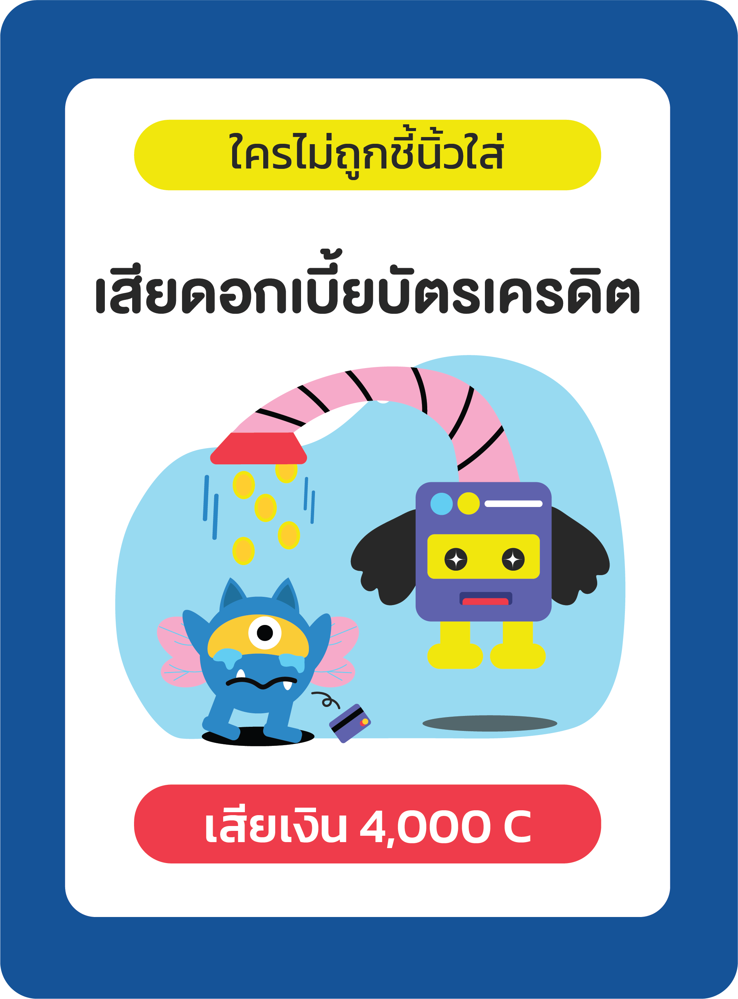 ใครไม่ถูกชี้นิ้วใส่
เสียดอกเบี้ยบัตรเครดิต
เสียเงิน 4,000 C